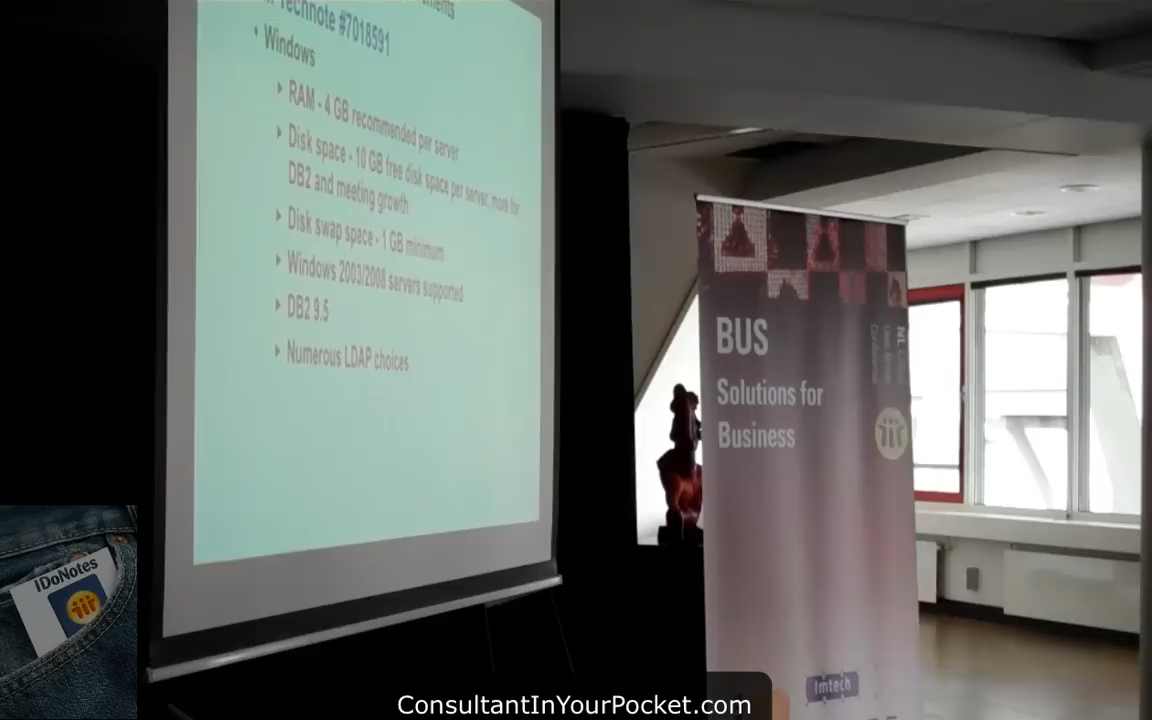 Technote #7018591
• Windows
RAM - 4 GB recommended per server
Disk space - 10 GB free disk space per server, more for
DB2 and meeting growth
Disk swap space - 1 GB minimum
Windows 2003/2008 servers supported
DB2 9.5
Numerous LDAP choices
BUS
Solutions for
Business
NL
Imtech
IDoNotes
ConsultantInYourPocket.com